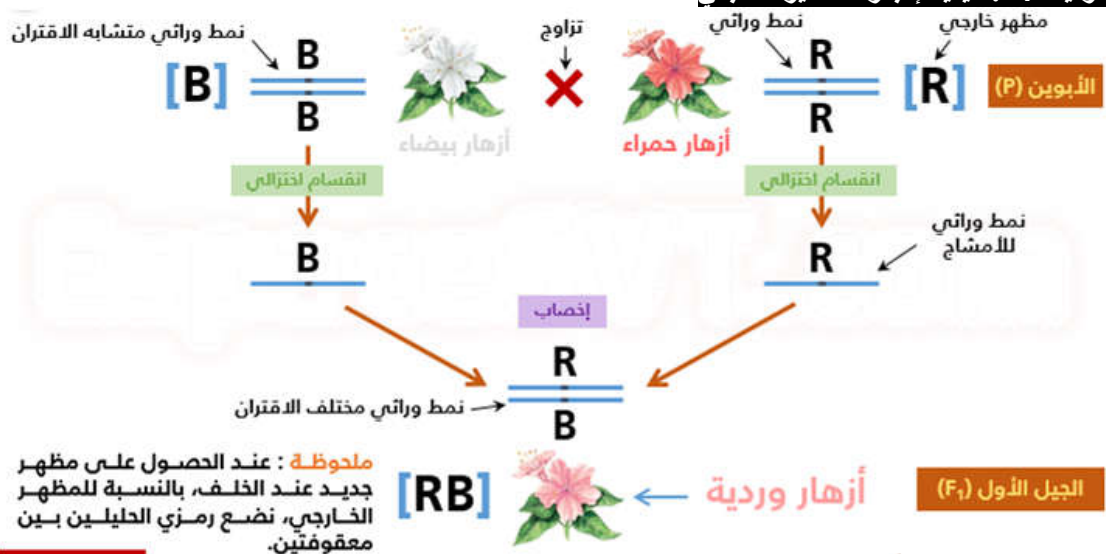 مظهر خارجي
نمط وراثي
تزاوج
نمط وراثي متشابه الاقتران
الأبوين (P)
[R]
R
R
B
B
[B]
أزهار حمراء
أزهار بيضاء
انقسام اختزالي
انقسام اختزالي
نمط وراثي
للأمشاج
R
B
إخصاب
R
B
نمط وراثي مختلف الاقتران
الجيل الأول (F₁)
أزهار وردية
[RB]
ملحوظة : عند الحصول على مظهر
جديد عند الخلف، بالنسبة للمظهر
الخارجي، نضع رمزي الحليلين بين
معقوفتين.